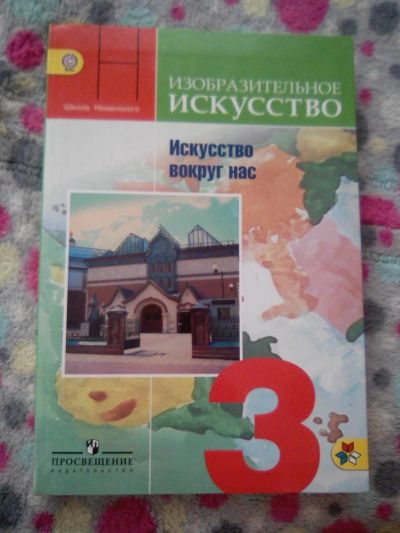 Школа Неменского
ИЗОБРАЗИТЕЛЬНОЕ
ИСКУССТВО
Искусство
вокруг нас
3
ПРОСВЕЩЕНИЕ
ИЗДАТЕЛЬСТВО